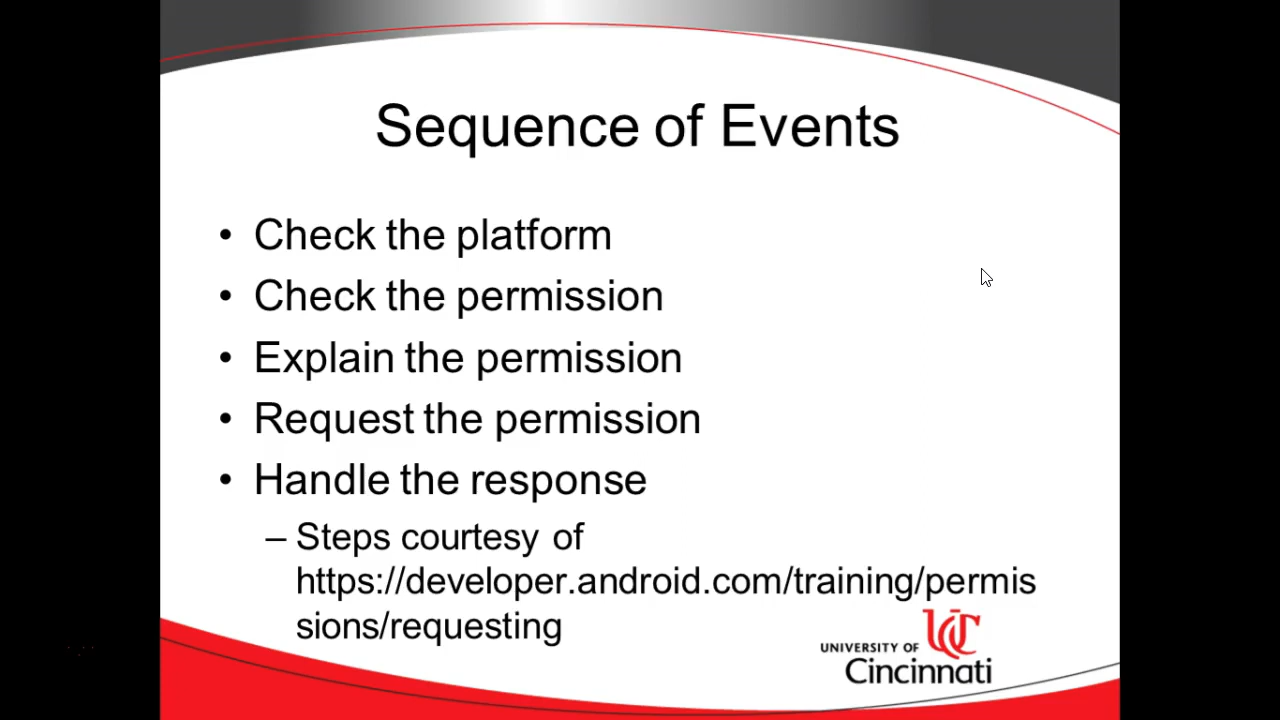 Sequence of Events
• Check the platform
• Check the permission
• Explain the permission
• Request the permission
• Handle the response
– Steps courtesy of
https://developer.android.com/training/permis
sions/requesting
UNIVERSITY OF
Cincinnati